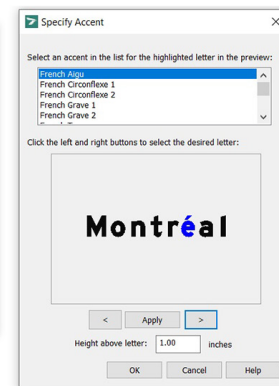 Specify Accent
Select an accent in the list for the highlighted letter in the preview:
French Aigu
French Circonflexe 1
French Circonflexe 2
French Grave 1
French Grave 2
Click the left and right buttons to select the desired letter:
Montréal
< Apply >
Height above letter: 1.00 inches
OK Cancel Help